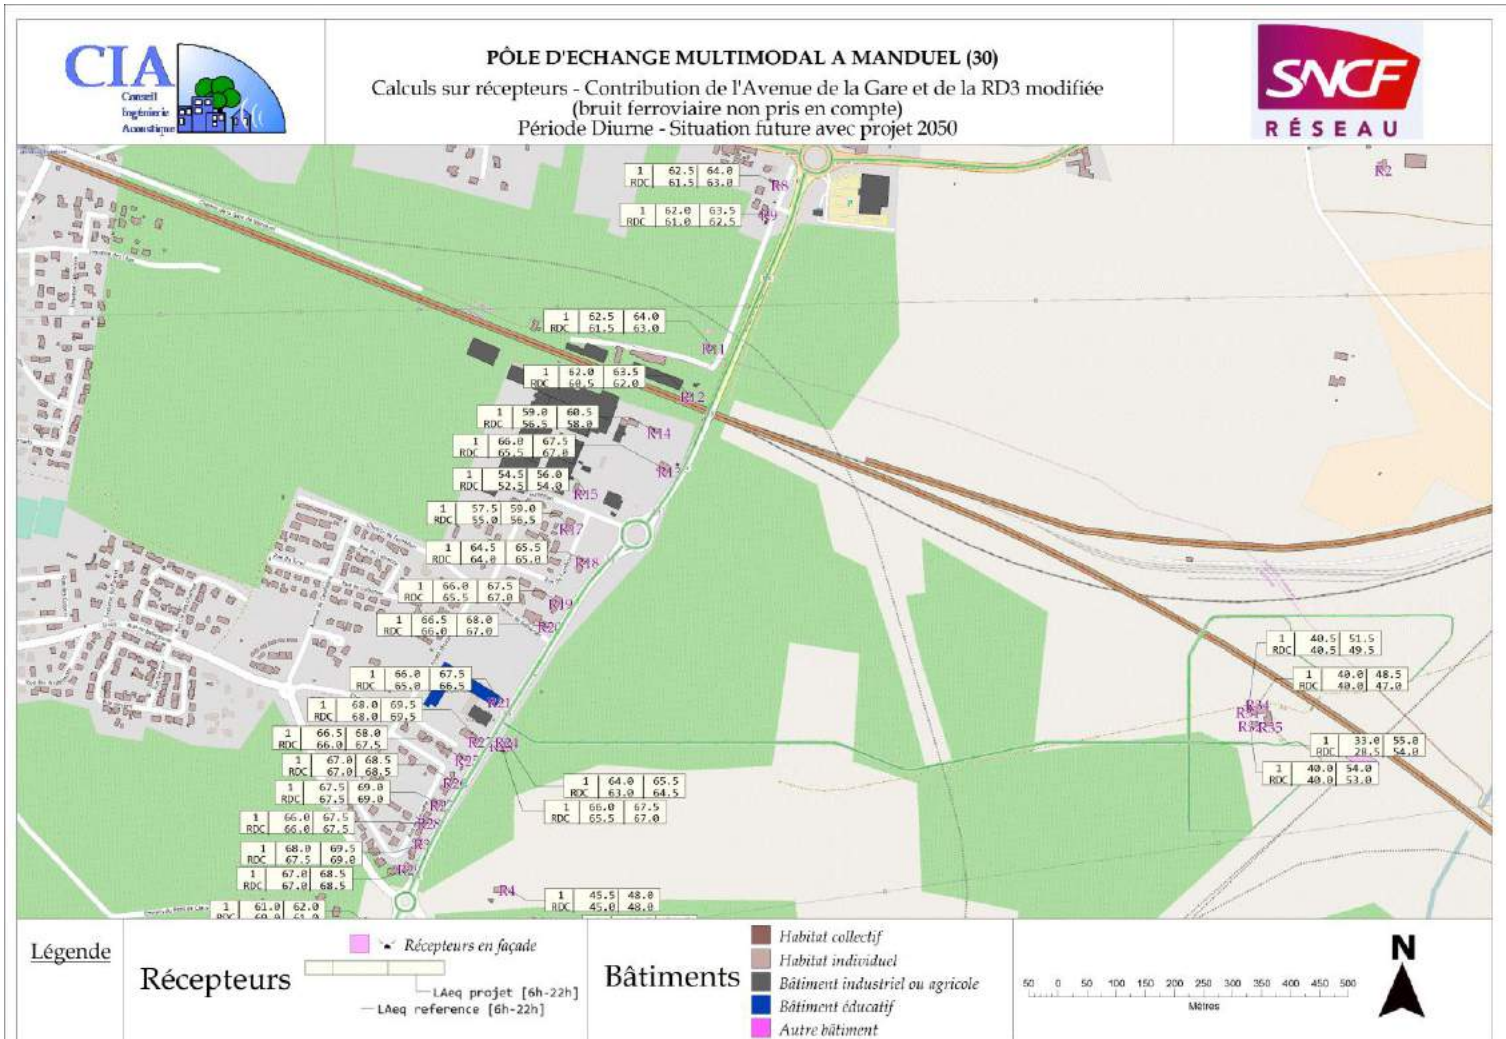 CIA
Conseil
Ingénierie
Acoustique
PÔLE D'ECHANGE MULTIMODAL A MANDUEL (30)
Calculs sur récepteurs - Contribution de l'Avenue de la Gare et de la RD3 modifiée
(bruit ferroviaire non pris en compte)
Période Diurne - Situation future avec projet 2050
SNCF
RÉSEAU
1 62.5 64.0
RDC 61.5 63.0
R8
R2
1 62.0 63.5
RDC 61.0 62.5
R9
1 62.5 64.0
RDC 61.5 63.0
R11
1 62.0 63.5
RDC 60.5 62.0
R12
1 59.0 60.5
RDC 56.5 58.0
R14
1 66.0 67.5
RDC 65.5 67.0
1 54.5 56.0
RDC 52.5 54.0
R15
1 57.5 59.0
RDC 55.0 56.5
R17
1 64.5 65.5
RDC 64.0 65.0
R18
1 66.0 67.5
RDC 65.5 67.0
R19
1 66.5 68.0
RDC 66.0 67.0
R20
1 66.0 67.5
RDC 65.0 66.5
R21
1 68.0 69.5
RDC 68.0 69.5
R24
1 66.5 68.0
RDC 66.0 67.5
1 67.0 68.5
RDC 67.0 68.5
1 67.5 69.0
RDC 67.5 69.0
1 66.0 67.5
RDC 66.0 67.5
R28
1 68.0 69.5
RDC 67.5 69.0
1 67.0 68.5
RDC 67.0 68.5
1 61.0 62.0
1 64.0 65.5
RDC 63.0 64.5
1 66.0 67.5
RDC 65.5 67.0
R4
1 45.5 48.0
RDC 45.0 48.0
1 40.5 51.5
RDC 40.5 49.5
1 40.0 48.5
RDC 40.0 47.0
R34
R35
1 33.0 55.0
RDC 28.5 54.0
1 40.0 54.0
RDC 40.0 53.0
Légende
Récepteurs
Récepteurs en façade
LAeq projet [6h-22h]
LAeq reference [6h-22h]
Bâtiments
Habitat collectif
Habitat individuel
Bâtiment industriel ou agricole
Bâtiment éducatif
Autre bâtiment
50 0 50 100 150 200 250 300 350 400 450 500
Mètres
N